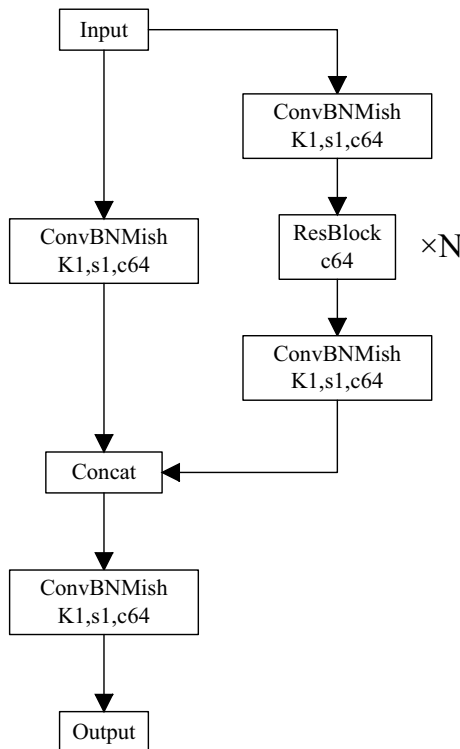 Input
ConvBNMish
K1,s1,c64
ConvBNMish
K1,s1,c64
ResBlock
c64
×N
ConvBNMish
K1,s1,c64
Concat
ConvBNMish
K1,s1,c64
Output